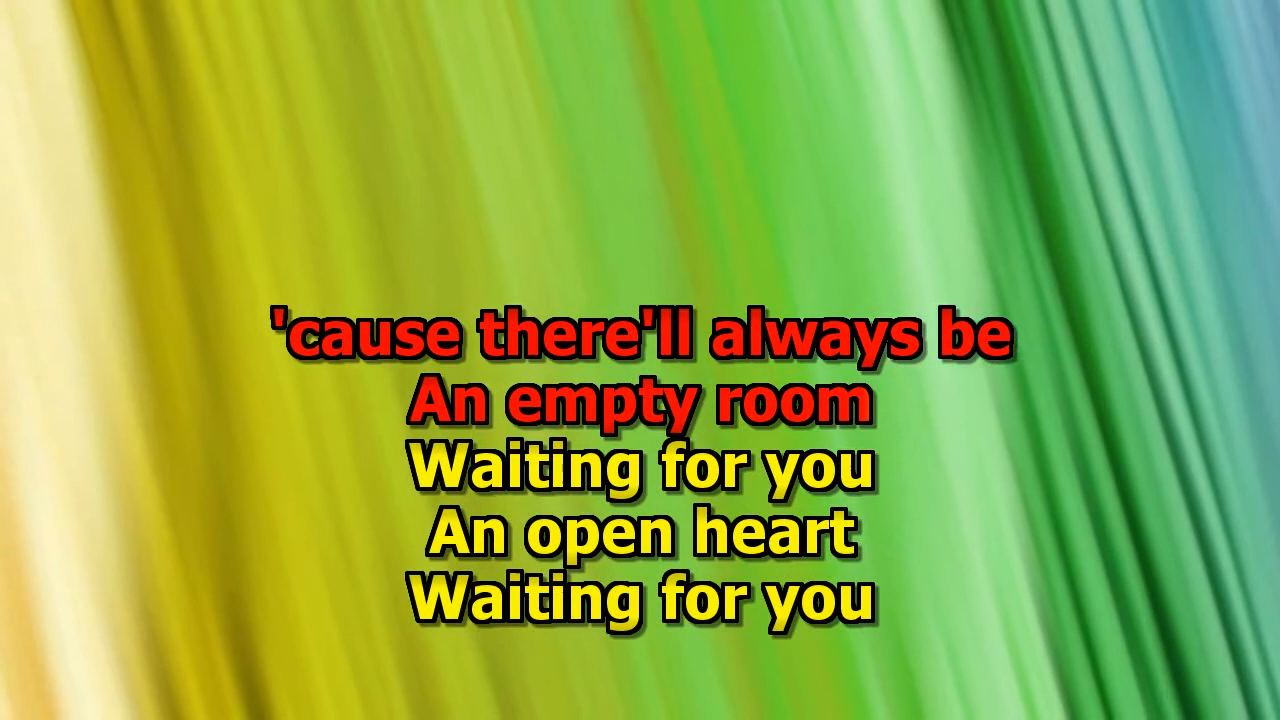 'cause there'll always be
An empty room
Waiting for you
An open heart
Waiting for you